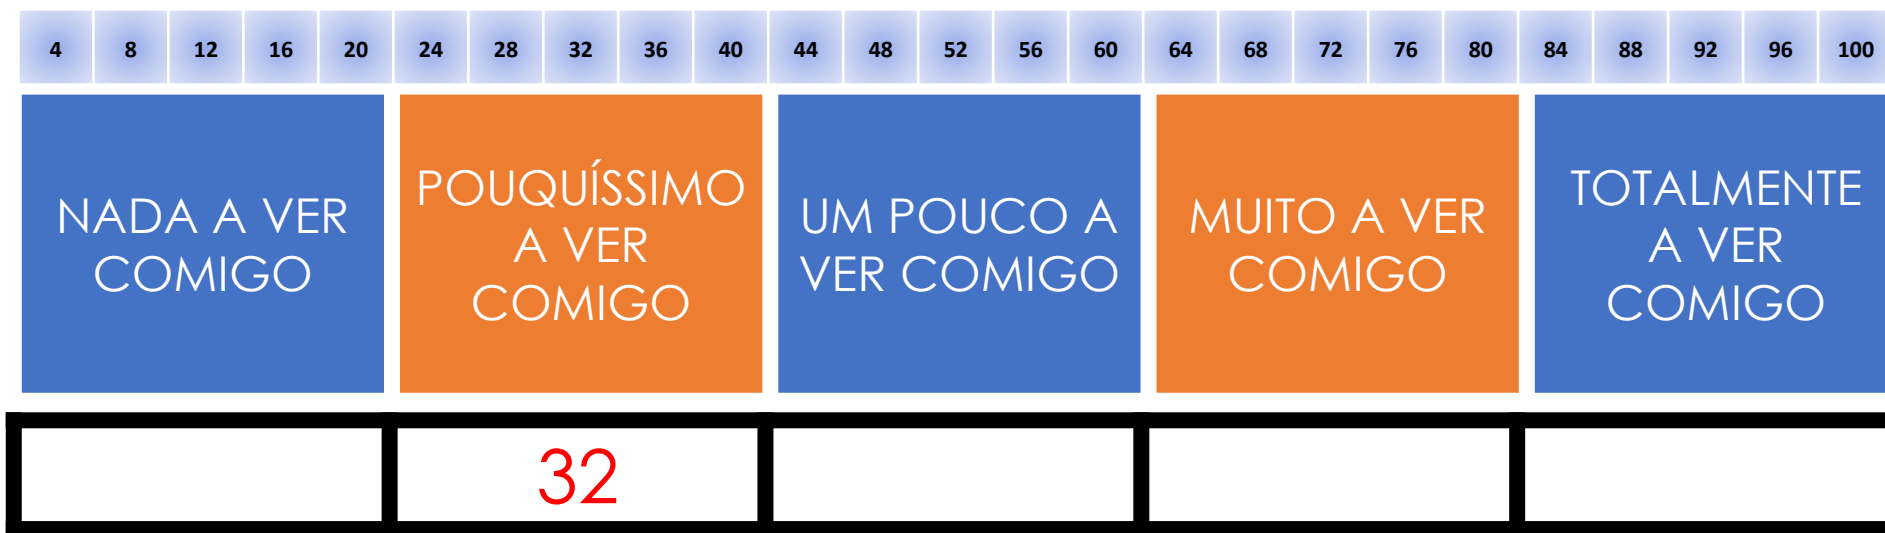 4 8 12 16 20 24 28 32 36 40 44 48 52 56 60 64 68 72 76 80 84 88 92 96 100
NADA A VER
COMIGO
POUQUÍSSIMO
A VER
COMIGO
UM POUCO A
VER COMIGO
MUITO A VER
COMIGO
TOTALMENTE
A VER
COMIGO
32